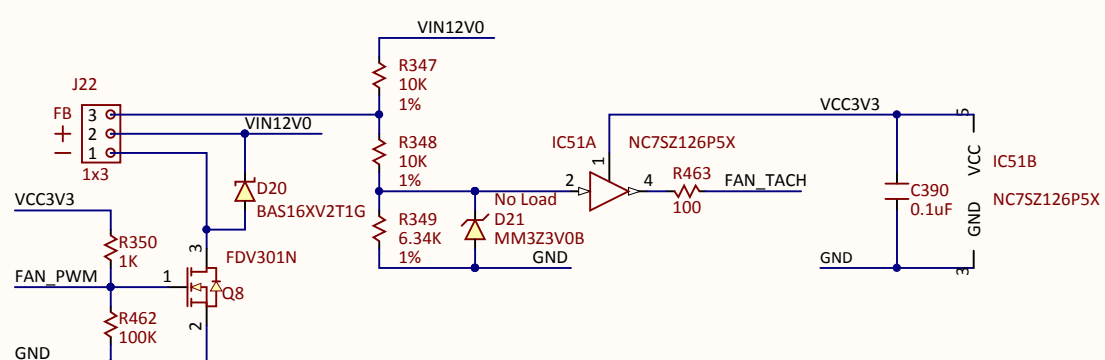 VIN12V0
J22
R347
10K
1%
FB
3
VCC3V3
5
+
2
VIN12V0
IC51A
NC7SZ126P5X
-
1
R348
10K
1%
1
VCC
IC51B
1x3
R463
2
4
FAN_TACH
D20
BAS16XV2T1G
No Load
D21
MM3Z3V0B
100
C390
0.1uF
NC7SZ126P5X
VCC3V3
R349
6.34K
1%
GND
R350
1K
3
FDV301N
GND
GND
3
FAN_PWM
1
Q8
R462
100K
2
GND